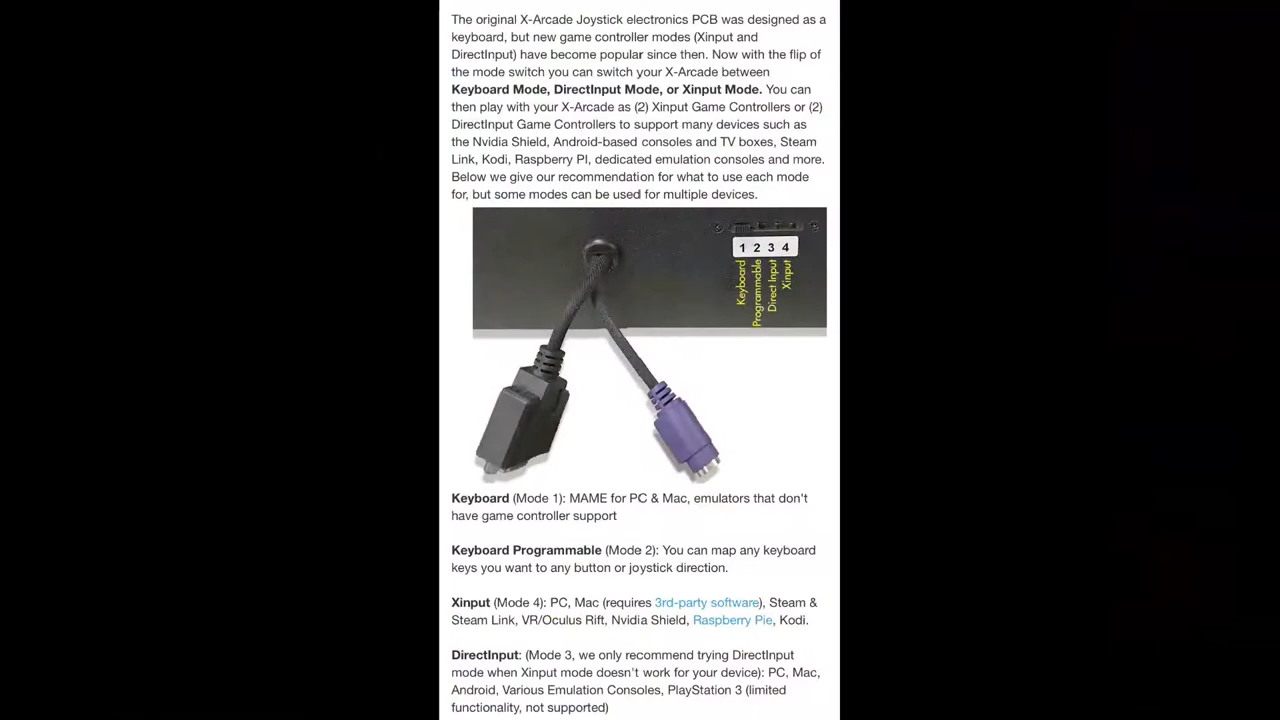 The original X-Arcade Joystick electronics PCB was designed as a
keyboard, but new game controller modes (Xinput and
DirectInput) have become popular since then. Now with the flip of
the mode switch you can switch your X-Arcade between
Keyboard Mode, DirectInput Mode, or Xinput Mode. You can
then play with your X-Arcade as (2) Xinput Game Controllers or (2)
DirectInput Game Controllers to support many devices such as
the Nvidia Shield, Android-based consoles and TV boxes, Steam
Link, Kodi, Raspberry PI, dedicated emulation consoles and more.
Below we give our recommendation for what to use each mode
for, but some modes can be used for multiple devices.
1 2 3 4
Keyboard
Programmable
Direct Input
Xinput
Keyboard (Mode 1): MAME for PC & Mac, emulators that don't
have game controller support
Keyboard Programmable (Mode 2): You can map any keyboard
keys you want to any button or joystick direction.
Xinput (Mode 4): PC, Mac (requires 3rd-party software), Steam &
Steam Link, VR/Oculus Rift, Nvidia Shield, Raspberry Pie, Kodi.
DirectInput: (Mode 3, we only recommend trying DirectInput
mode when Xinput mode doesn't work for your device): PC, Mac,
Android, Various Emulation Consoles, PlayStation 3 (limited
functionality, not supported)